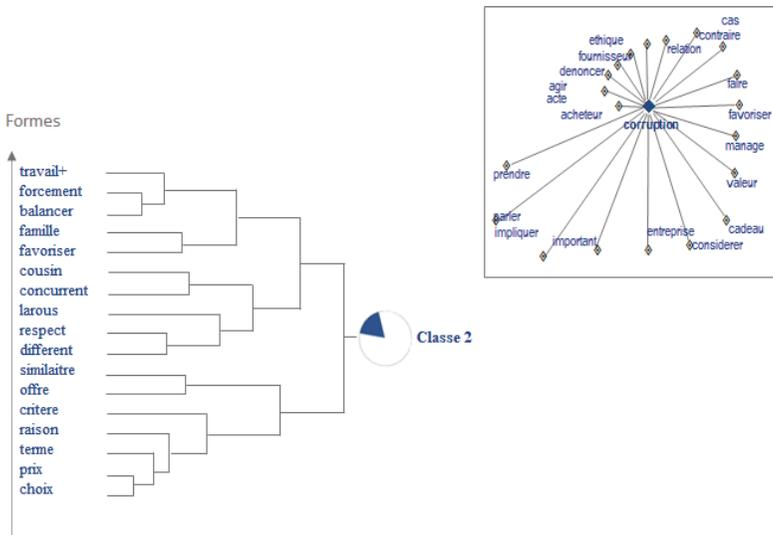 Formes
travail+
forcement
balancer
famille
favoriser
cousin
concurrent
larous
respect
different
similaitre
offre
critere
raison
terme
prix
choix
Classe 2
cas
contraire
ethique
relation
fournisseur
denoncer
faire
agir
acte
acheteur
favoriser
corruption
manage
prendre
valeur
parler
impliquer
cadeau
important
entreprise
considerer